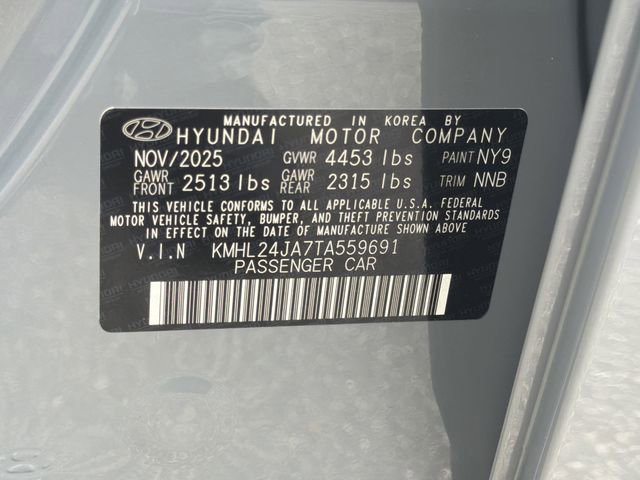 MANUFACTURED IN KOREA BY
HYUNDAI MOTOR COMPANY
NOV/2025 GVWR 4453 lbs PAINT NY9
GAWR FRONT 2513 lbs GAWR REAR 2315 lbs TRIM NNB
THIS VEHICLE CONFORMS TO ALL APPLICABLE U.S.A. FEDERAL
MOTOR VEHICLE SAFETY, BUMPER, AND THEFT PREVENTION STANDARDS
IN EFFECT ON THE DATE OF MANUFACTURE SHOWN ABOVE.
V.I.N KMHL24JA7TA559691
PASSENGER CAR